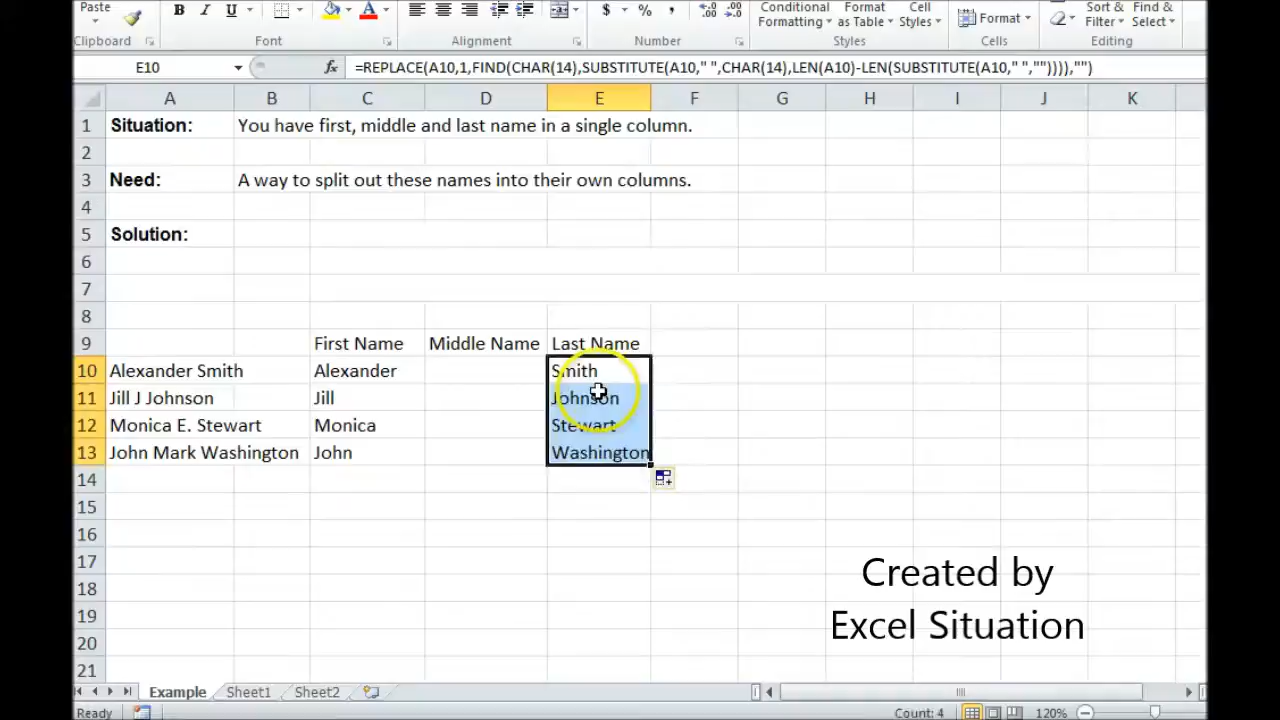 Paste B I U $ % , Conditional Format Cell Format Sort & Find &
Formatting as Table Styles Filter Select
Clipboard Font Alignment Number Styles Cells Editing
E10 fx =REPLACE(A10,1,FIND(CHAR(14),SUBSTITUTE(A10," ",CHAR(14),LEN(A10)-LEN(SUBSTITUTE(A10," ","")))),"")
A B C D E F G H I J K
1 Situation: You have first, middle and last name in a single column.
2
3 Need: A way to split out these names into their own columns.
4
5 Solution:
6
7
8
9 First Name Middle Name Last Name
10 Alexander Smith Alexander Smith
11 Jill J Johnson Jill Johnson
12 Monica E. Stewart Monica Stewart
13 John Mark Washington John Washington
14
15
16
17
18
19
20
21
Created by
Excel Situation
Example Sheet1 Sheet2
Ready Count: 4 120%